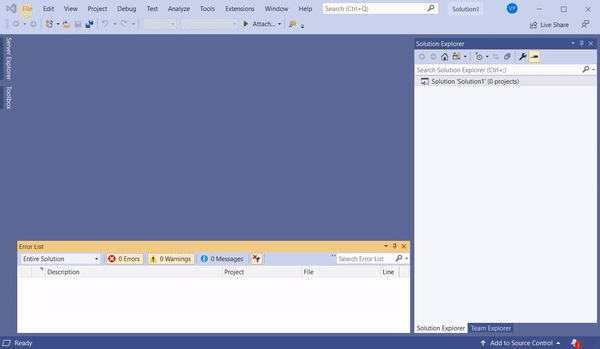 File Edit View Project Debug Test Analyze Tools Extensions Window Help Search (Ctrl+Q) Solution1 VP
Attach... Live Share
Server Explorer
Toolbox
Solution Explorer
Search Solution Explorer (Ctrl+;)
Solution 'Solution1' (0 projects)
Error List
Entire Solution 0 Errors 0 Warnings 0 Messages Search Error List
Description Project File Line
Solution Explorer Team Explorer
Ready Add to Source Control 1